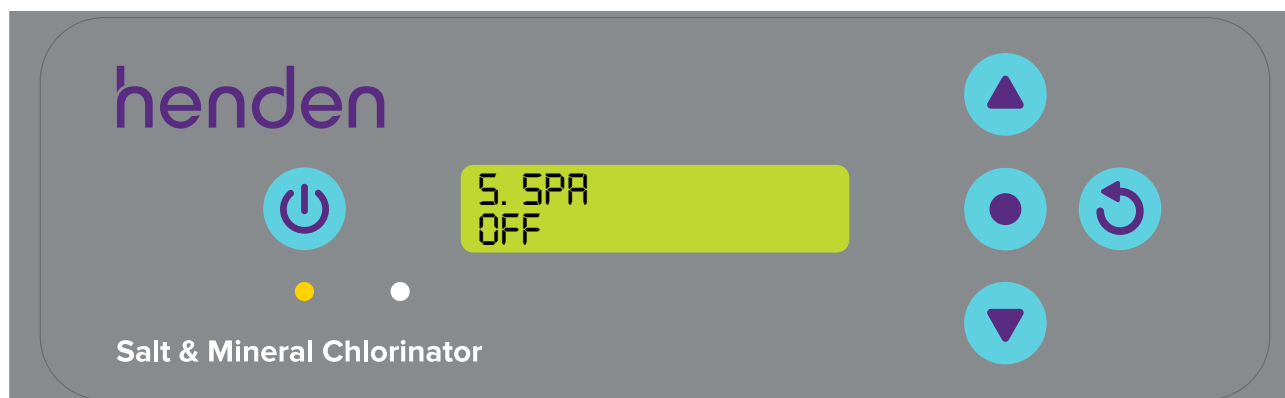 henden
5. SPA
OFF
Salt & Mineral Chlorinator